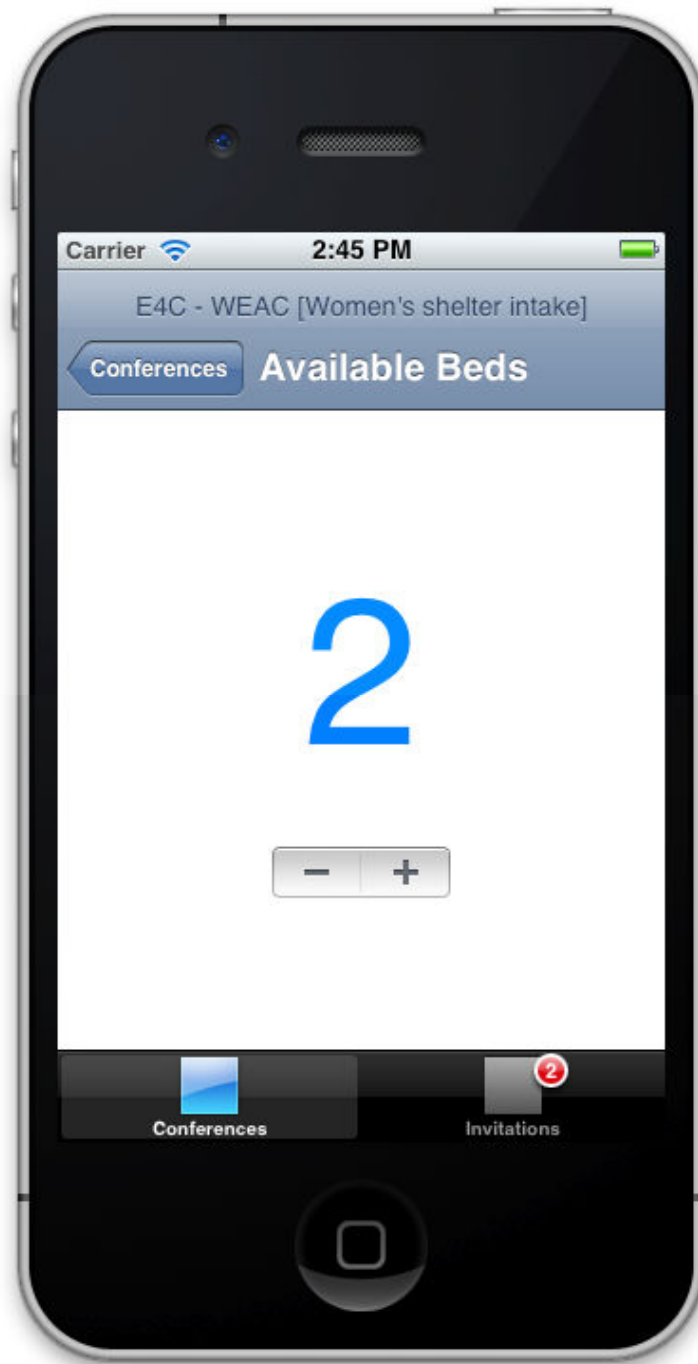 Carrier 2:45 PM
E4C - WEAC [Women's shelter intake]
Conferences Available Beds
2
− +
2
Conferences Invitations